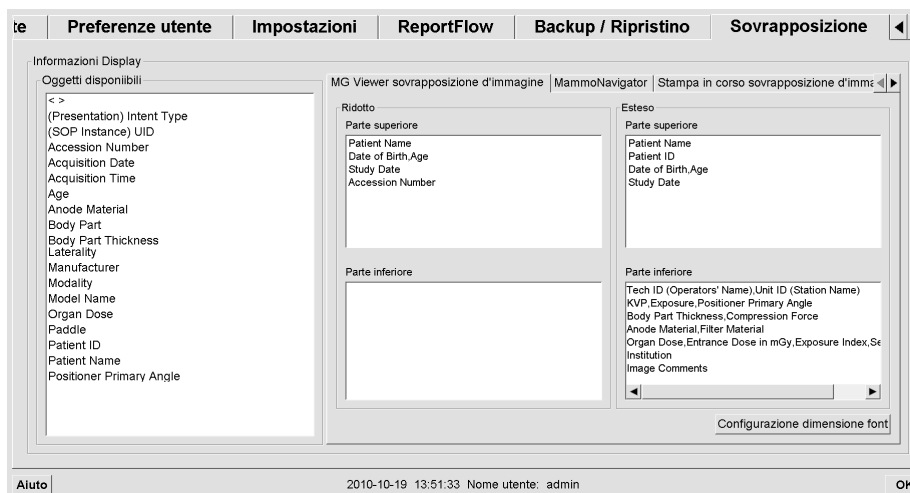 te Preferenze utente Impostazioni ReportFlow Backup / Ripristino Sovrapposizione
Informazioni Display
Oggetti disponiibili
< >
(Presentation) Intent Type
(SOP Instance) UID
Accession Number
Acquisition Date
Acquisition Time
Age
Anode Material
Body Part
Body Part Thickness
Laterality
Manufacturer
Modality
Model Name
Organ Dose
Paddle
Patient ID
Patient Name
Positioner Primary Angle
MG Viewer sovrapposizione d'immagine MammoNavigator Stampa in corso sovrapposizione d'imma
Ridotto
Parte superiore
Patient Name
Date of Birth,Age
Study Date
Accession Number
Parte inferiore
Esteso
Parte superiore
Patient Name
Patient ID
Date of Birth,Age
Study Date
Parte inferiore
Tech ID (Operators' Name),Unit ID (Station Name)
KVP,Exposure,Positioner Primary Angle
Body Part Thickness,Compression Force
Anode Material,Filter Material
Organ Dose,Entrance Dose in mGy,Exposure Index,Se
Institution
Image Comments
Configurazione dimensione font
Aiuto 2010-10-19 13:51:33 Nome utente: admin OK